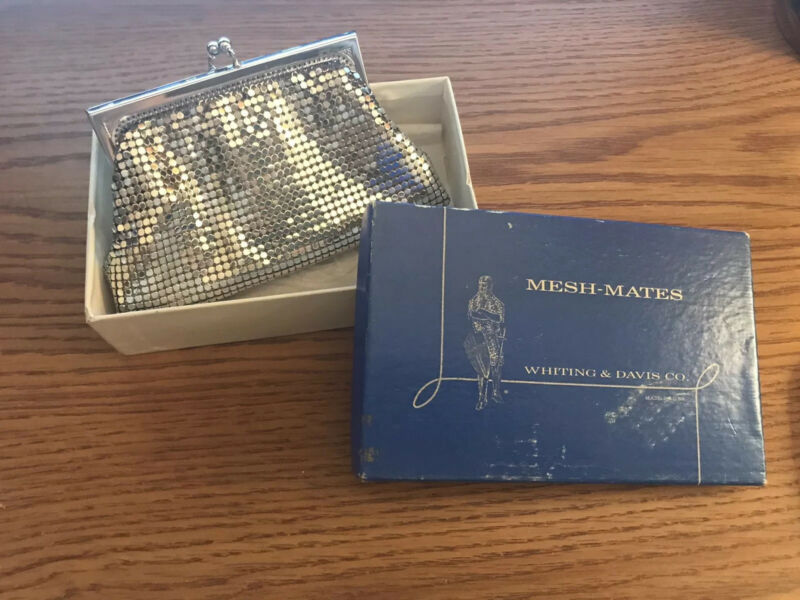 MESH-MATES
WHITING & DAVIS CO.